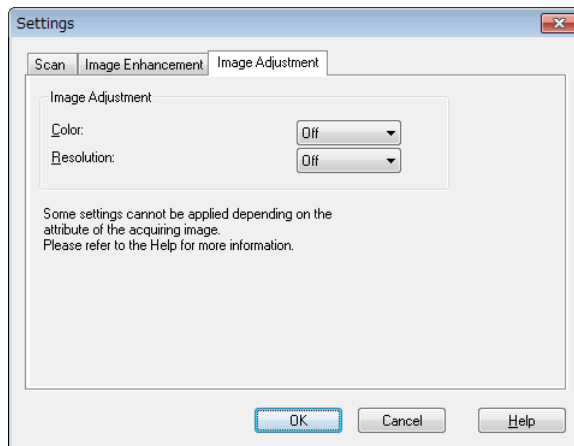 Settings
Scan Image Enhancement Image Adjustment
Image Adjustment
Color: Off
Resolution: Off
Some settings cannot be applied depending on the
attribute of the acquiring image.
Please refer to the Help for more information.
OK Cancel Help